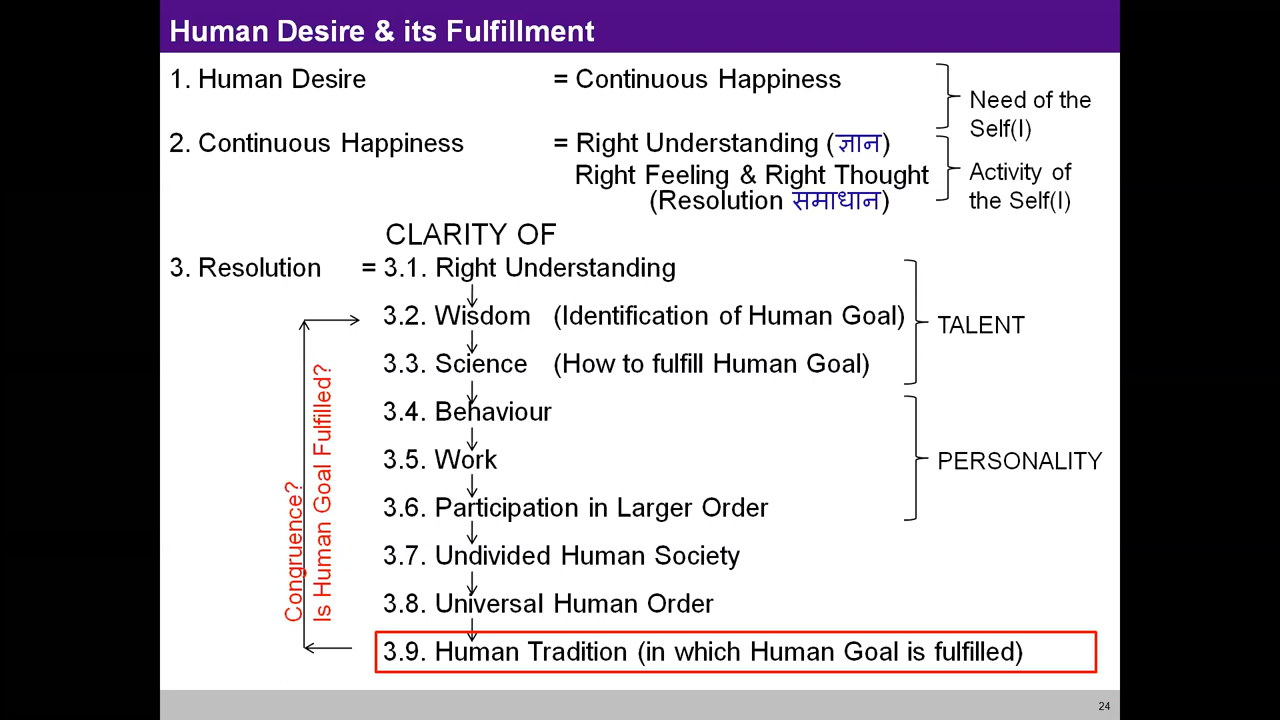 Human Desire & its Fulfillment
1. Human Desire = Continuous Happiness
Need of the
Self(I)
2. Continuous Happiness = Right Understanding (ज्ञान)
Right Feeling & Right Thought
(Resolution समाधान)
Activity of
the Self(I)
CLARITY OF
3. Resolution = 3.1. Right Understanding
3.2. Wisdom (Identification of Human Goal)
TALENT
3.3. Science (How to fulfill Human Goal)
3.4. Behaviour
3.5. Work
PERSONALITY
3.6. Participation in Larger Order
3.7. Undivided Human Society
3.8. Universal Human Order
3.9. Human Tradition (in which Human Goal is fulfilled)
Congruence?
Is Human Goal Fulfilled?
24